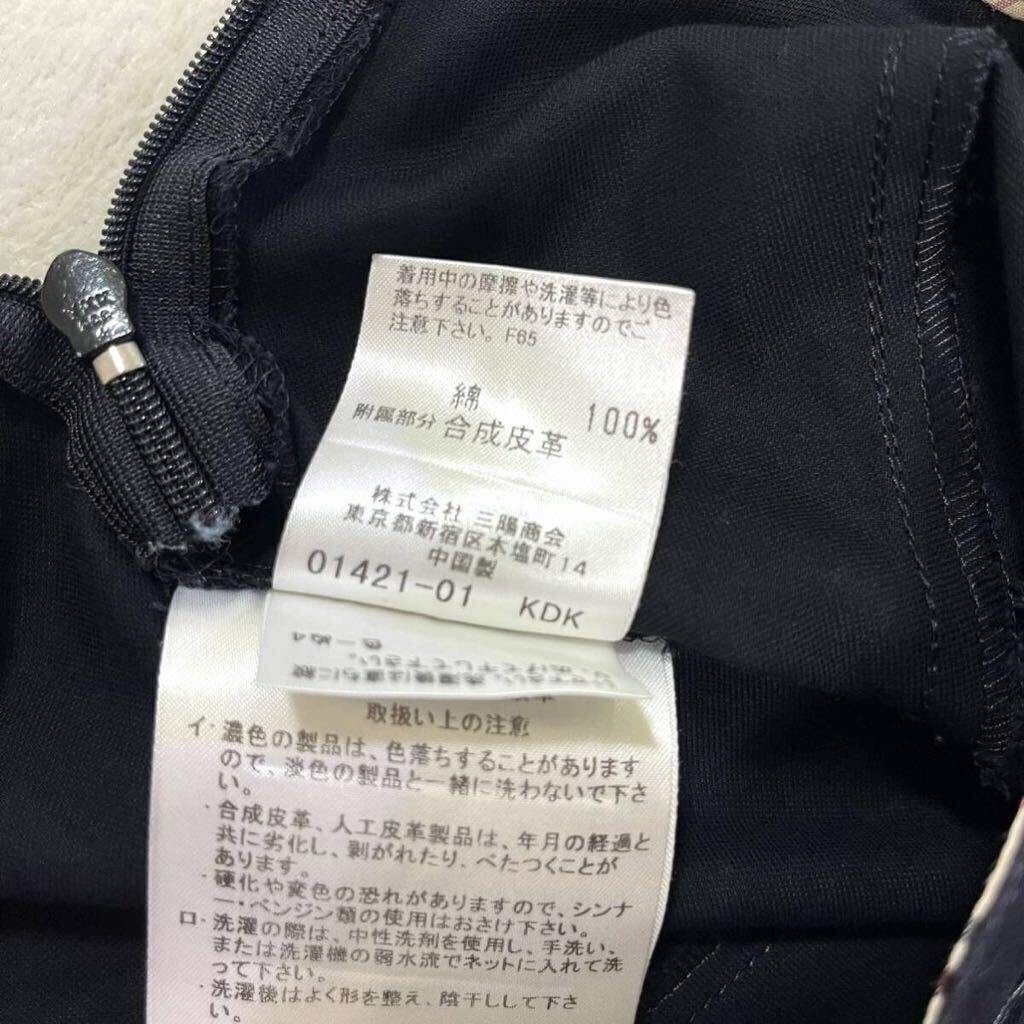 着用中の摩擦や洗濯等により色
落ちすることがありますのでご
注意下さい。F65
綿 100%
附属部分 合成皮革
株式会社 三陽商会
東京都新宿区本塩町14
中国製
01421-01 KDK
取扱い上の注意
イ・濃色の製品は、色落ちすることがあります
ので、淡色の製品と一緒に洗わないで下さ
い。
・合成皮革、人工皮革製品は、年月の経過と
共に劣化し、剥がれたり、べたつくことが
あります。
・硬化や変色の恐れがありますので、シンナ
ー・ベンジン類の使用はおさけ下さい。
ロ・洗濯の際は、中性洗剤を使用し、手洗い、
または洗濯機の弱水流でネットに入れて洗
って下さい。
・洗濯後はよく形を整え、陰干しして下さ
い。